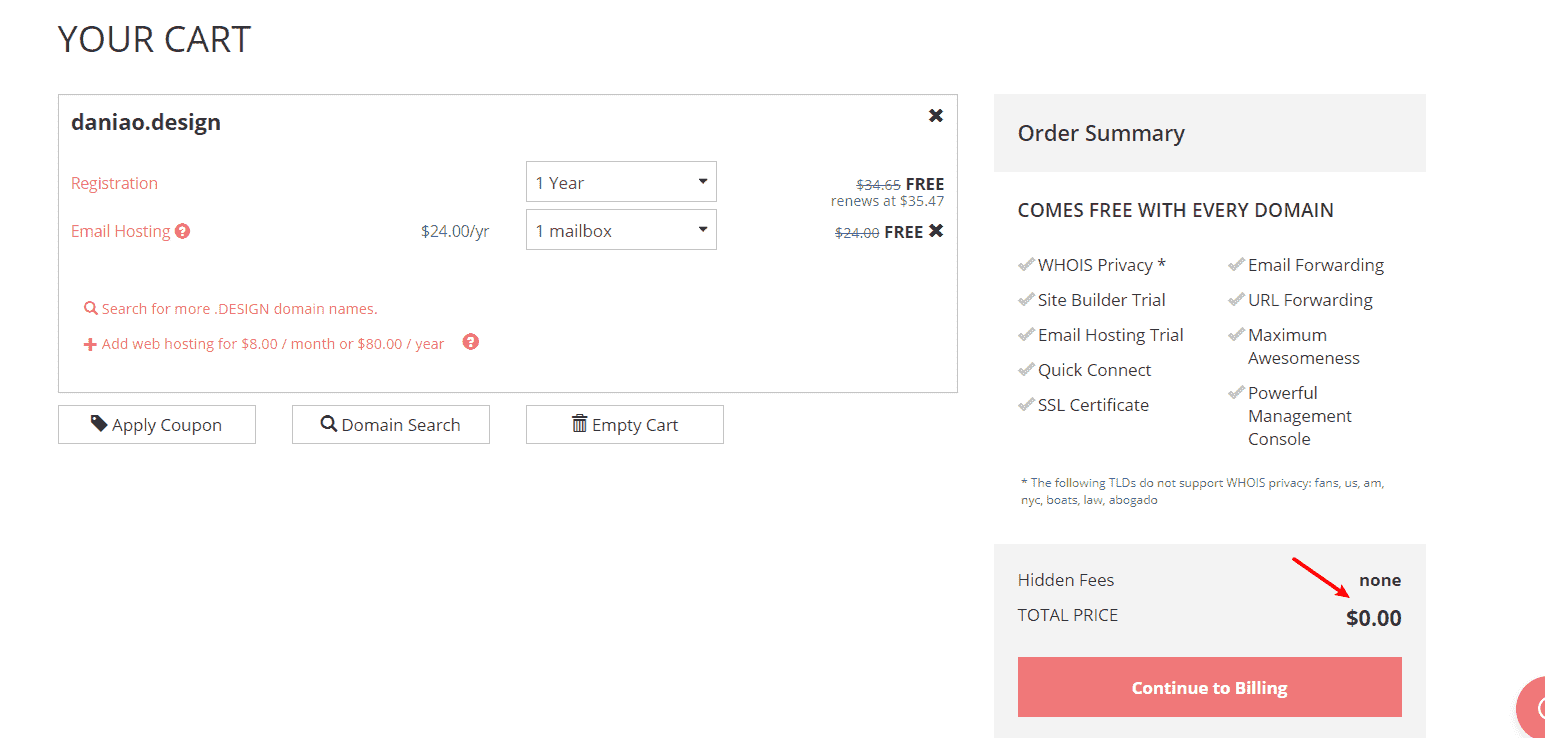 YOUR CART
daniao.design
Registration
1 Year
$34.65 FREE
renews at $35.47
Email Hosting
$24.00/yr
1 mailbox
$24.00 FREE
Search for more .DESIGN domain names.
Add web hosting for $8.00 / month or $80.00 / year
Apply Coupon
Domain Search
Empty Cart
Order Summary
COMES FREE WITH EVERY DOMAIN
WHOIS Privacy *
Site Builder Trial
Email Hosting Trial
Quick Connect
SSL Certificate
Email Forwarding
URL Forwarding
Maximum
Awesomeness
Powerful
Management
Console
* The following TLDs do not support WHOIS privacy: fans, us, am,
nyc, boats, law, abogado
Hidden Fees
none
TOTAL PRICE
$0.00
Continue to Billing